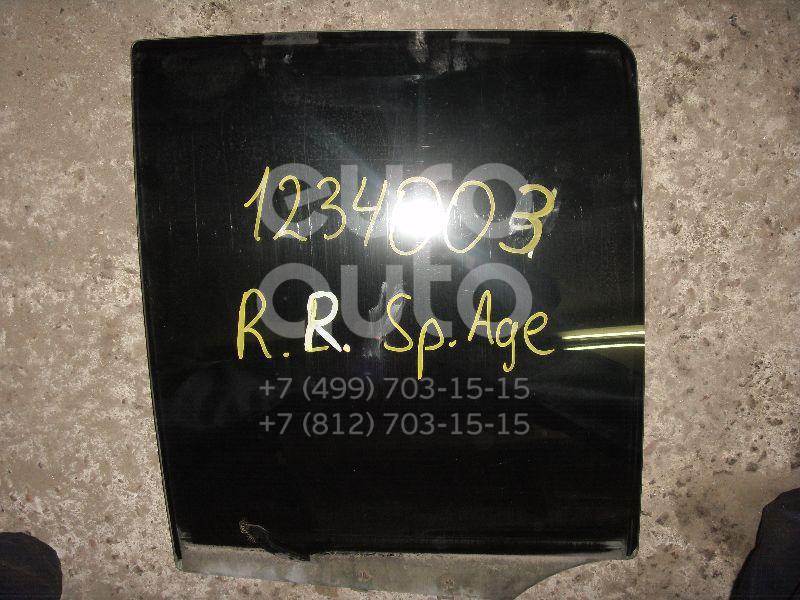 euro
auto
1234003
R. R. Sp. Age
+7 (499) 703-15-15
+7 (812) 703-15-15